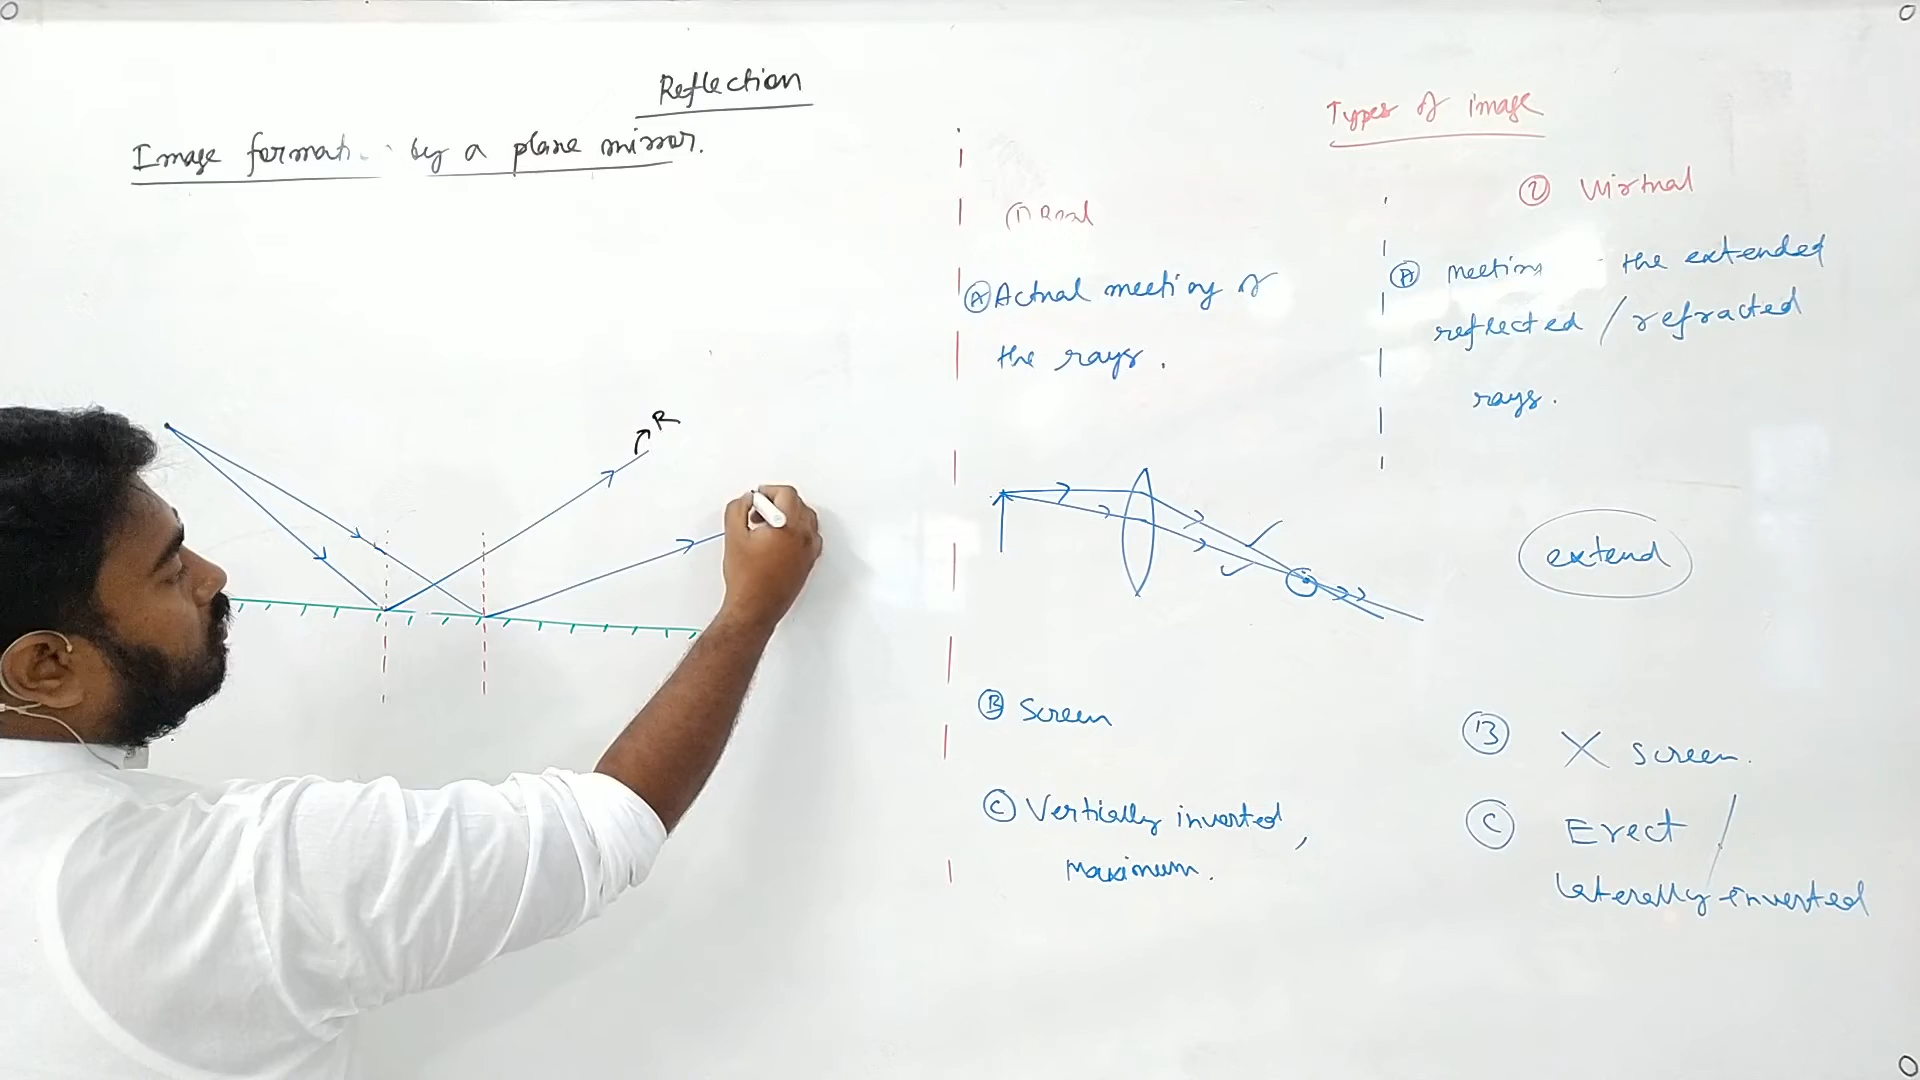 Reflection
Image format by a plane mirror.
R
Types of image
① Real
Ⓐ Actual meeting of
the rays.
Ⓑ Screen
Ⓒ Vertically inverted,
Maximum.
② Virtual
Ⓐ meeting the extended
reflected / refracted
rays.
extend
Ⓑ X screen.
Ⓒ Erect /
laterally inverted